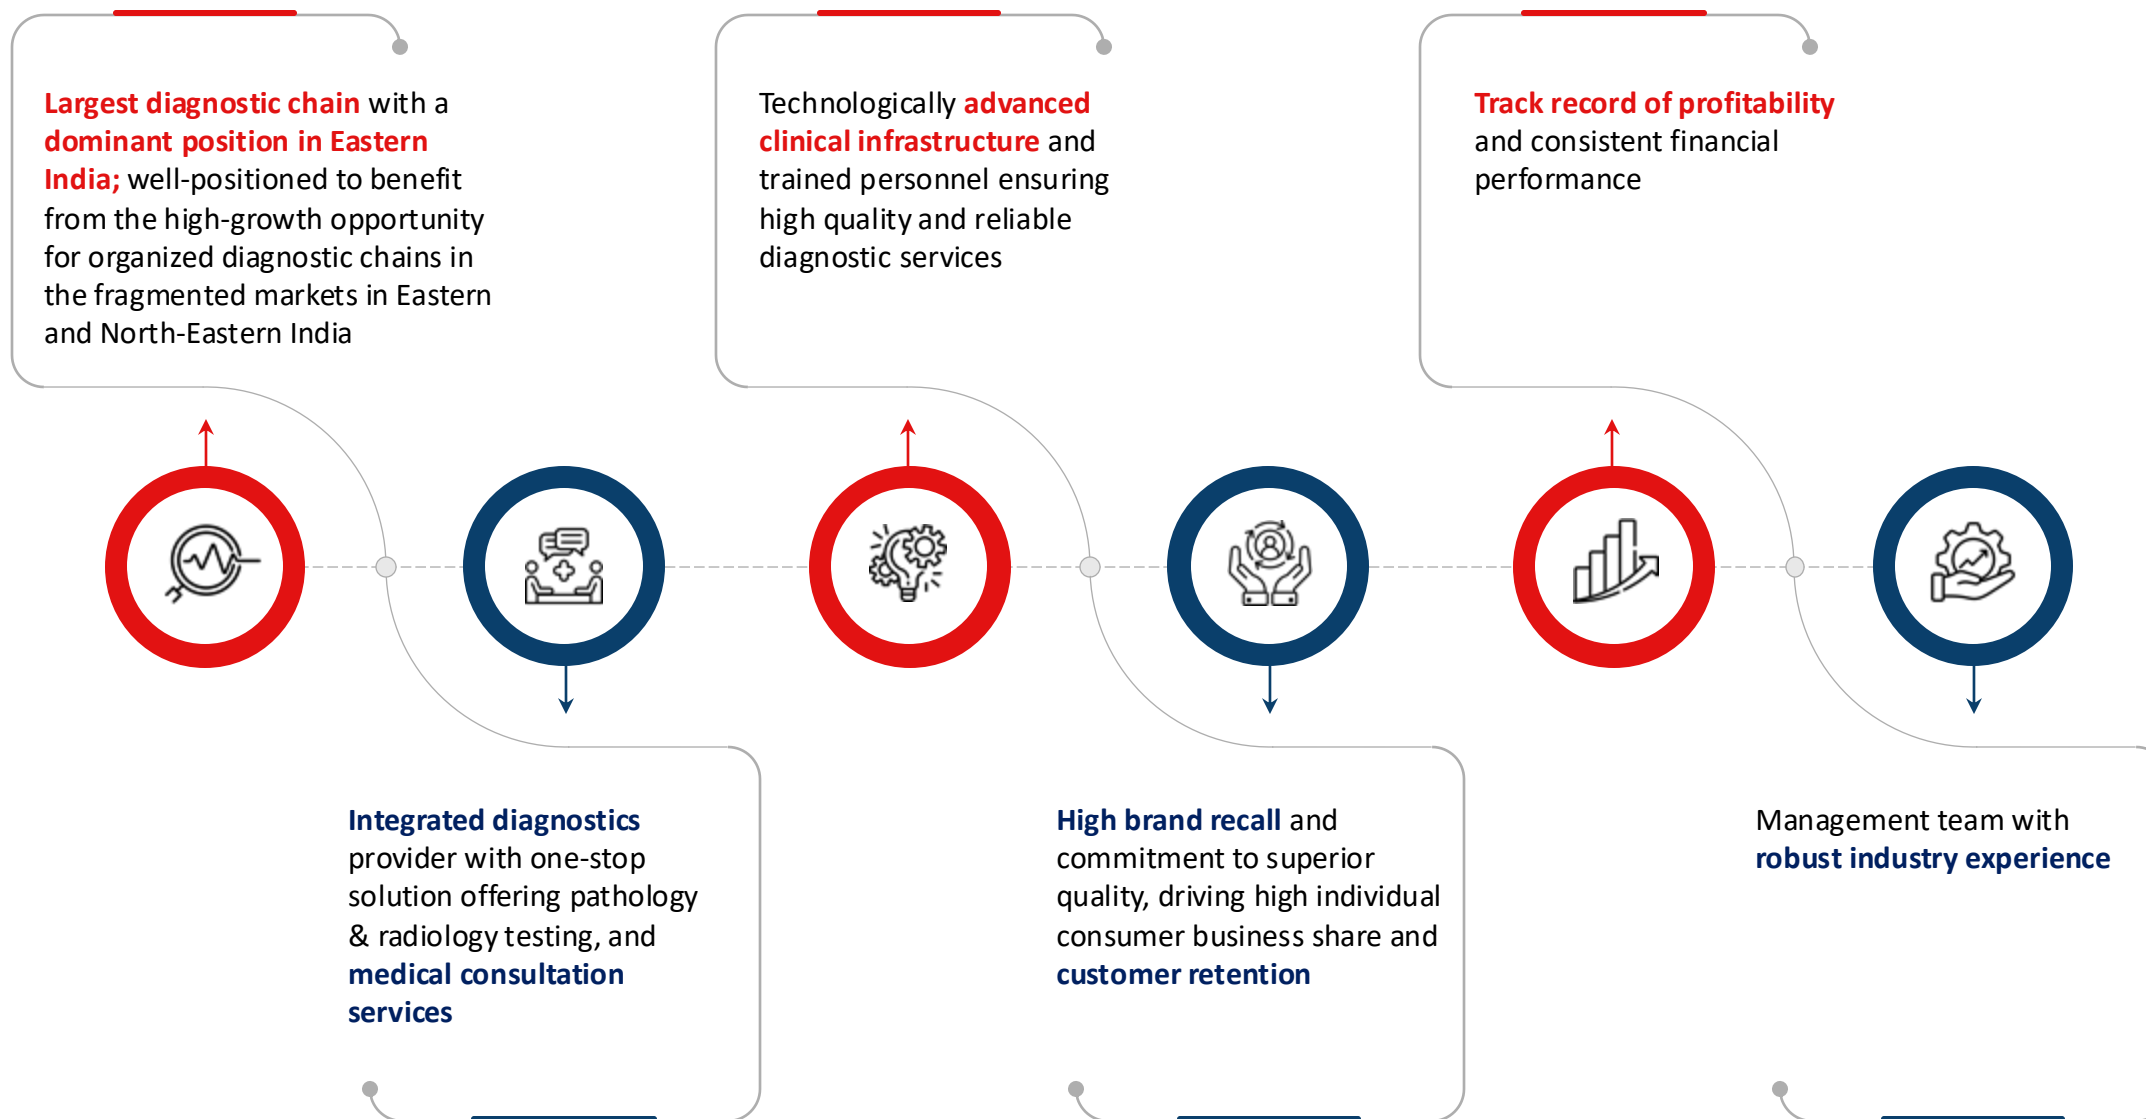 Largest diagnostic chain with a
dominant position in Eastern
India; well-positioned to benefit
from the high-growth opportunity
for organized diagnostic chains in
the fragmented markets in Eastern
and North-Eastern India
Technologically advanced
clinical infrastructure and
trained personnel ensuring
high quality and reliable
diagnostic services
Track record of profitability
and consistent financial
performance
Integrated diagnostics
provider with one-stop
solution offering pathology
& radiology testing, and
medical consultation
services
High brand recall and
commitment to superior
quality, driving high individual
consumer business share and
customer retention
Management team with
robust industry experience